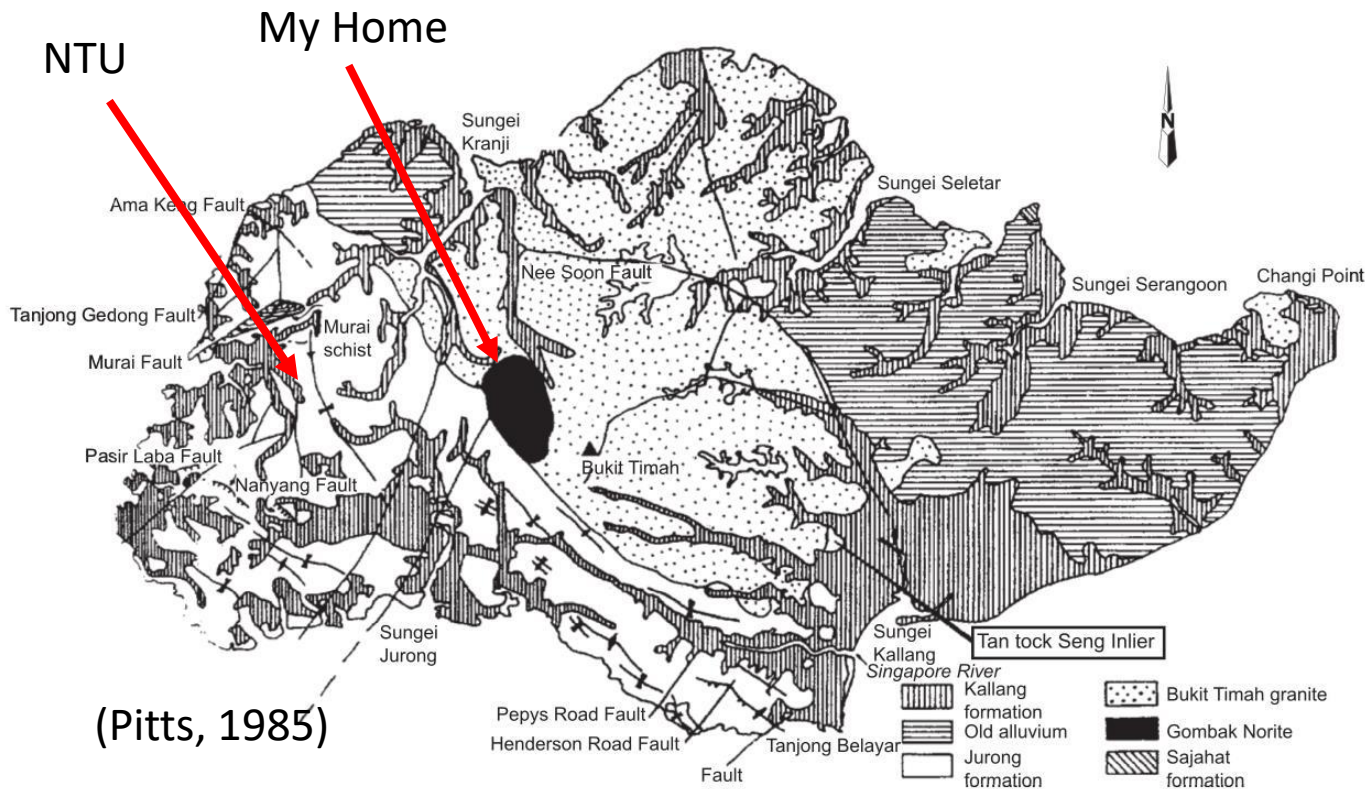 My Home
NTU
N
Sungei
Kranji
Sungei Seletar
Ama Keng Fault
Nee Soon Fault
Sungei Serangoon
Changi Point
Tanjong Gedong Fault
Murai
schist
Murai Fault
Bukit Timah
Pasir Laba Fault
Nanyang Fault
Sungei
Jurong
Sungei
Kallang
Tan tock Seng Inlier
Singapore River
(Pitts, 1985)
Pepys Road Fault
Henderson Road Fault
Tanjong Belayar
Fault
Kallang
formation
Old alluvium
Jurong
formation
Bukit Timah granite
Gombak Norite
Sajahat
formation